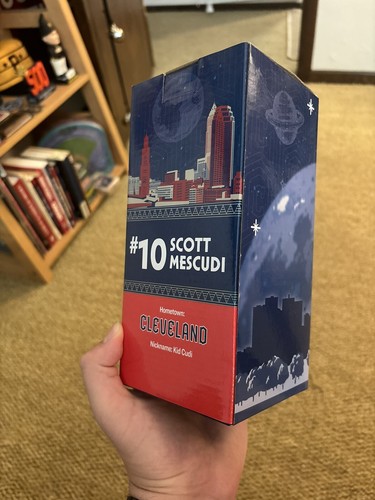 #10 SCOTT
MESCUDI
Hometown:
CLEVELAND
Nickname: Kid Cudi